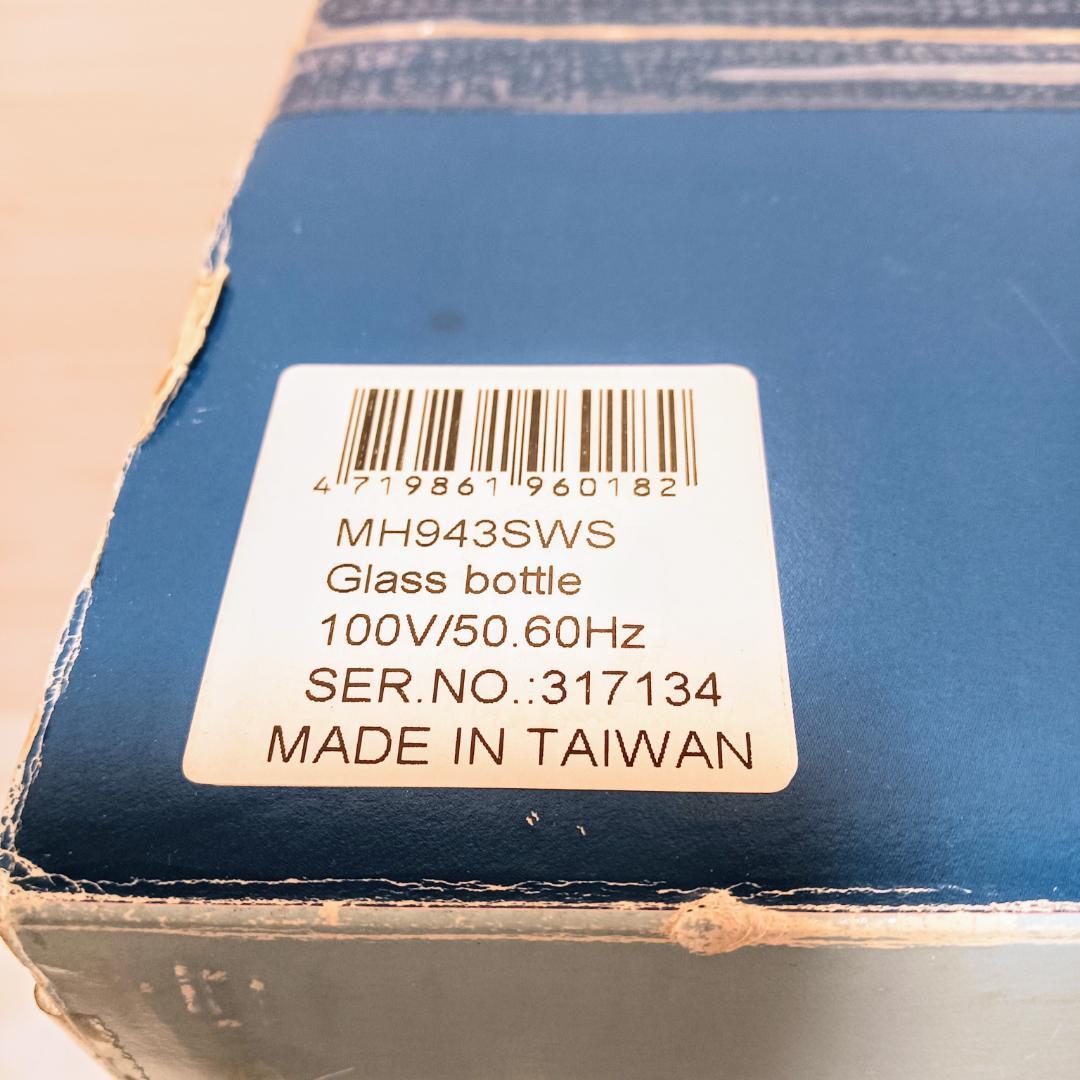 4 719861 960182
MH943SWS
Glass bottle
100V/50.60Hz
SER.NO.:317134
MADE IN TAIWAN